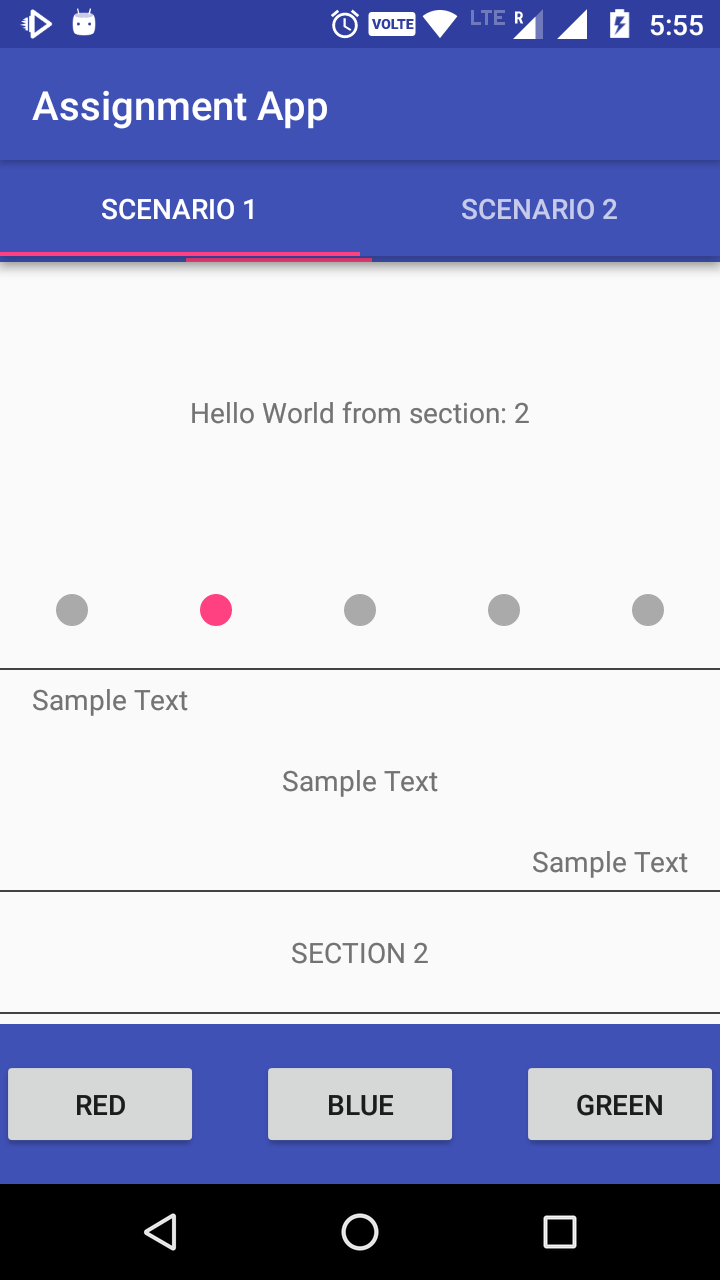 VOLTE LTE R 5:55
Assignment App
SCENARIO 1 SCENARIO 2
Hello World from section: 2
Sample Text
Sample Text
Sample Text
SECTION 2
RED BLUE GREEN